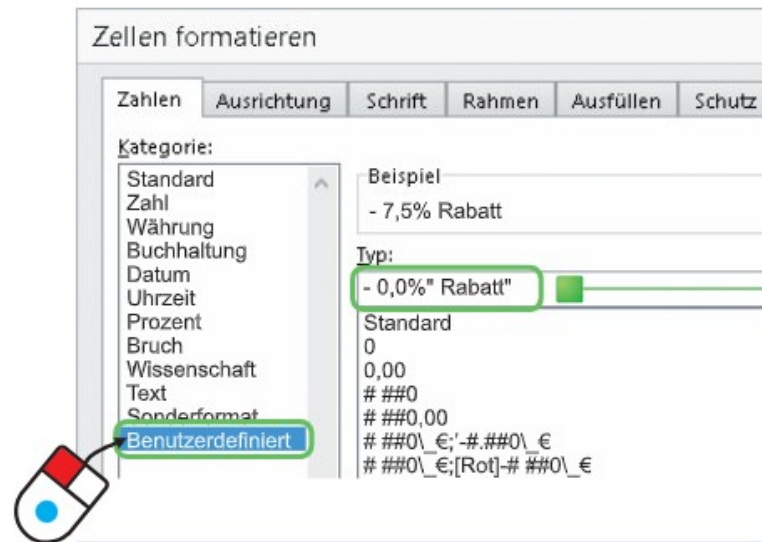 Zellen formatieren
Zahlen Ausrichtung Schrift Rahmen Ausfüllen Schutz
Kategorie:
Standard
Zahl
Währung
Buchhaltung
Datum
Uhrzeit
Prozent
Bruch
Wissenschaft
Text
Sonderformat
Benutzerdefiniert
Beispiel
- 7,5% Rabatt
Typ:
- 0,0%" Rabatt"
Standard
0
0,00
# ##0
# ##0,00
# ##0\_€;'-#.##0\_€
# ##0\_€;[Rot]-# ##0\_€